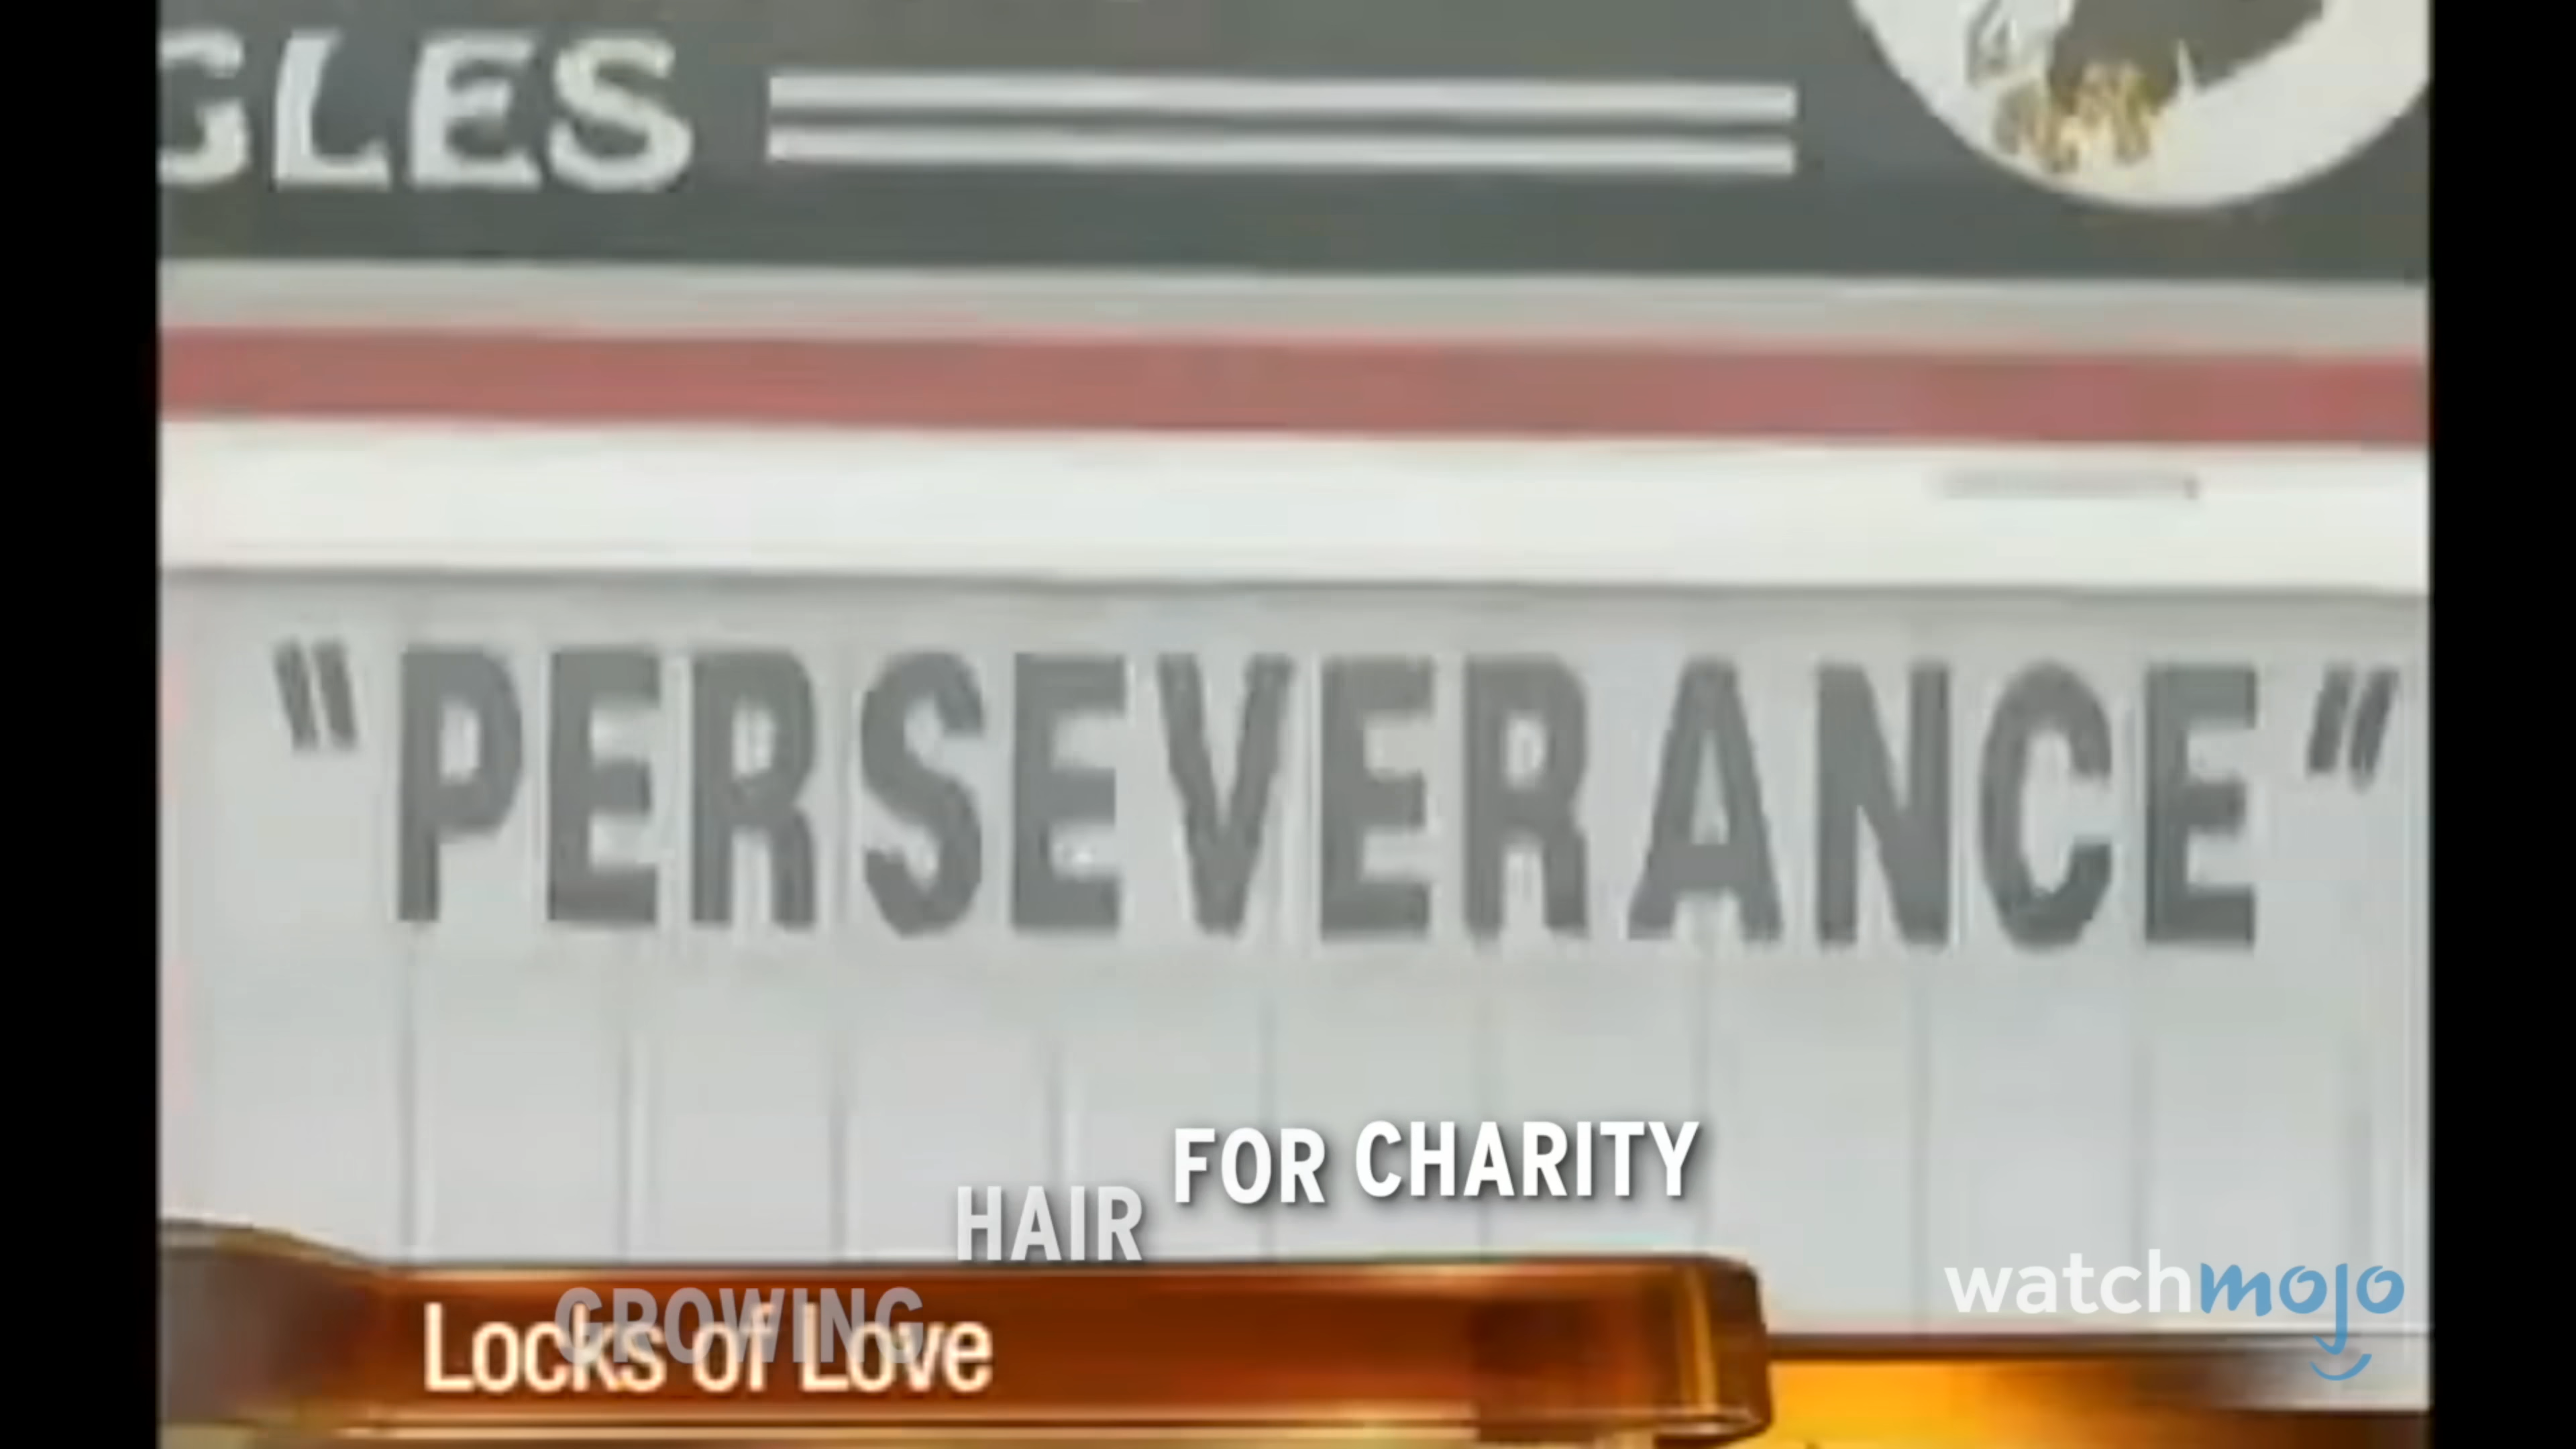 GLES
"PERSEVERANCE"
GROWING HAIR FOR CHARITY
watchmojo
Locks of Love